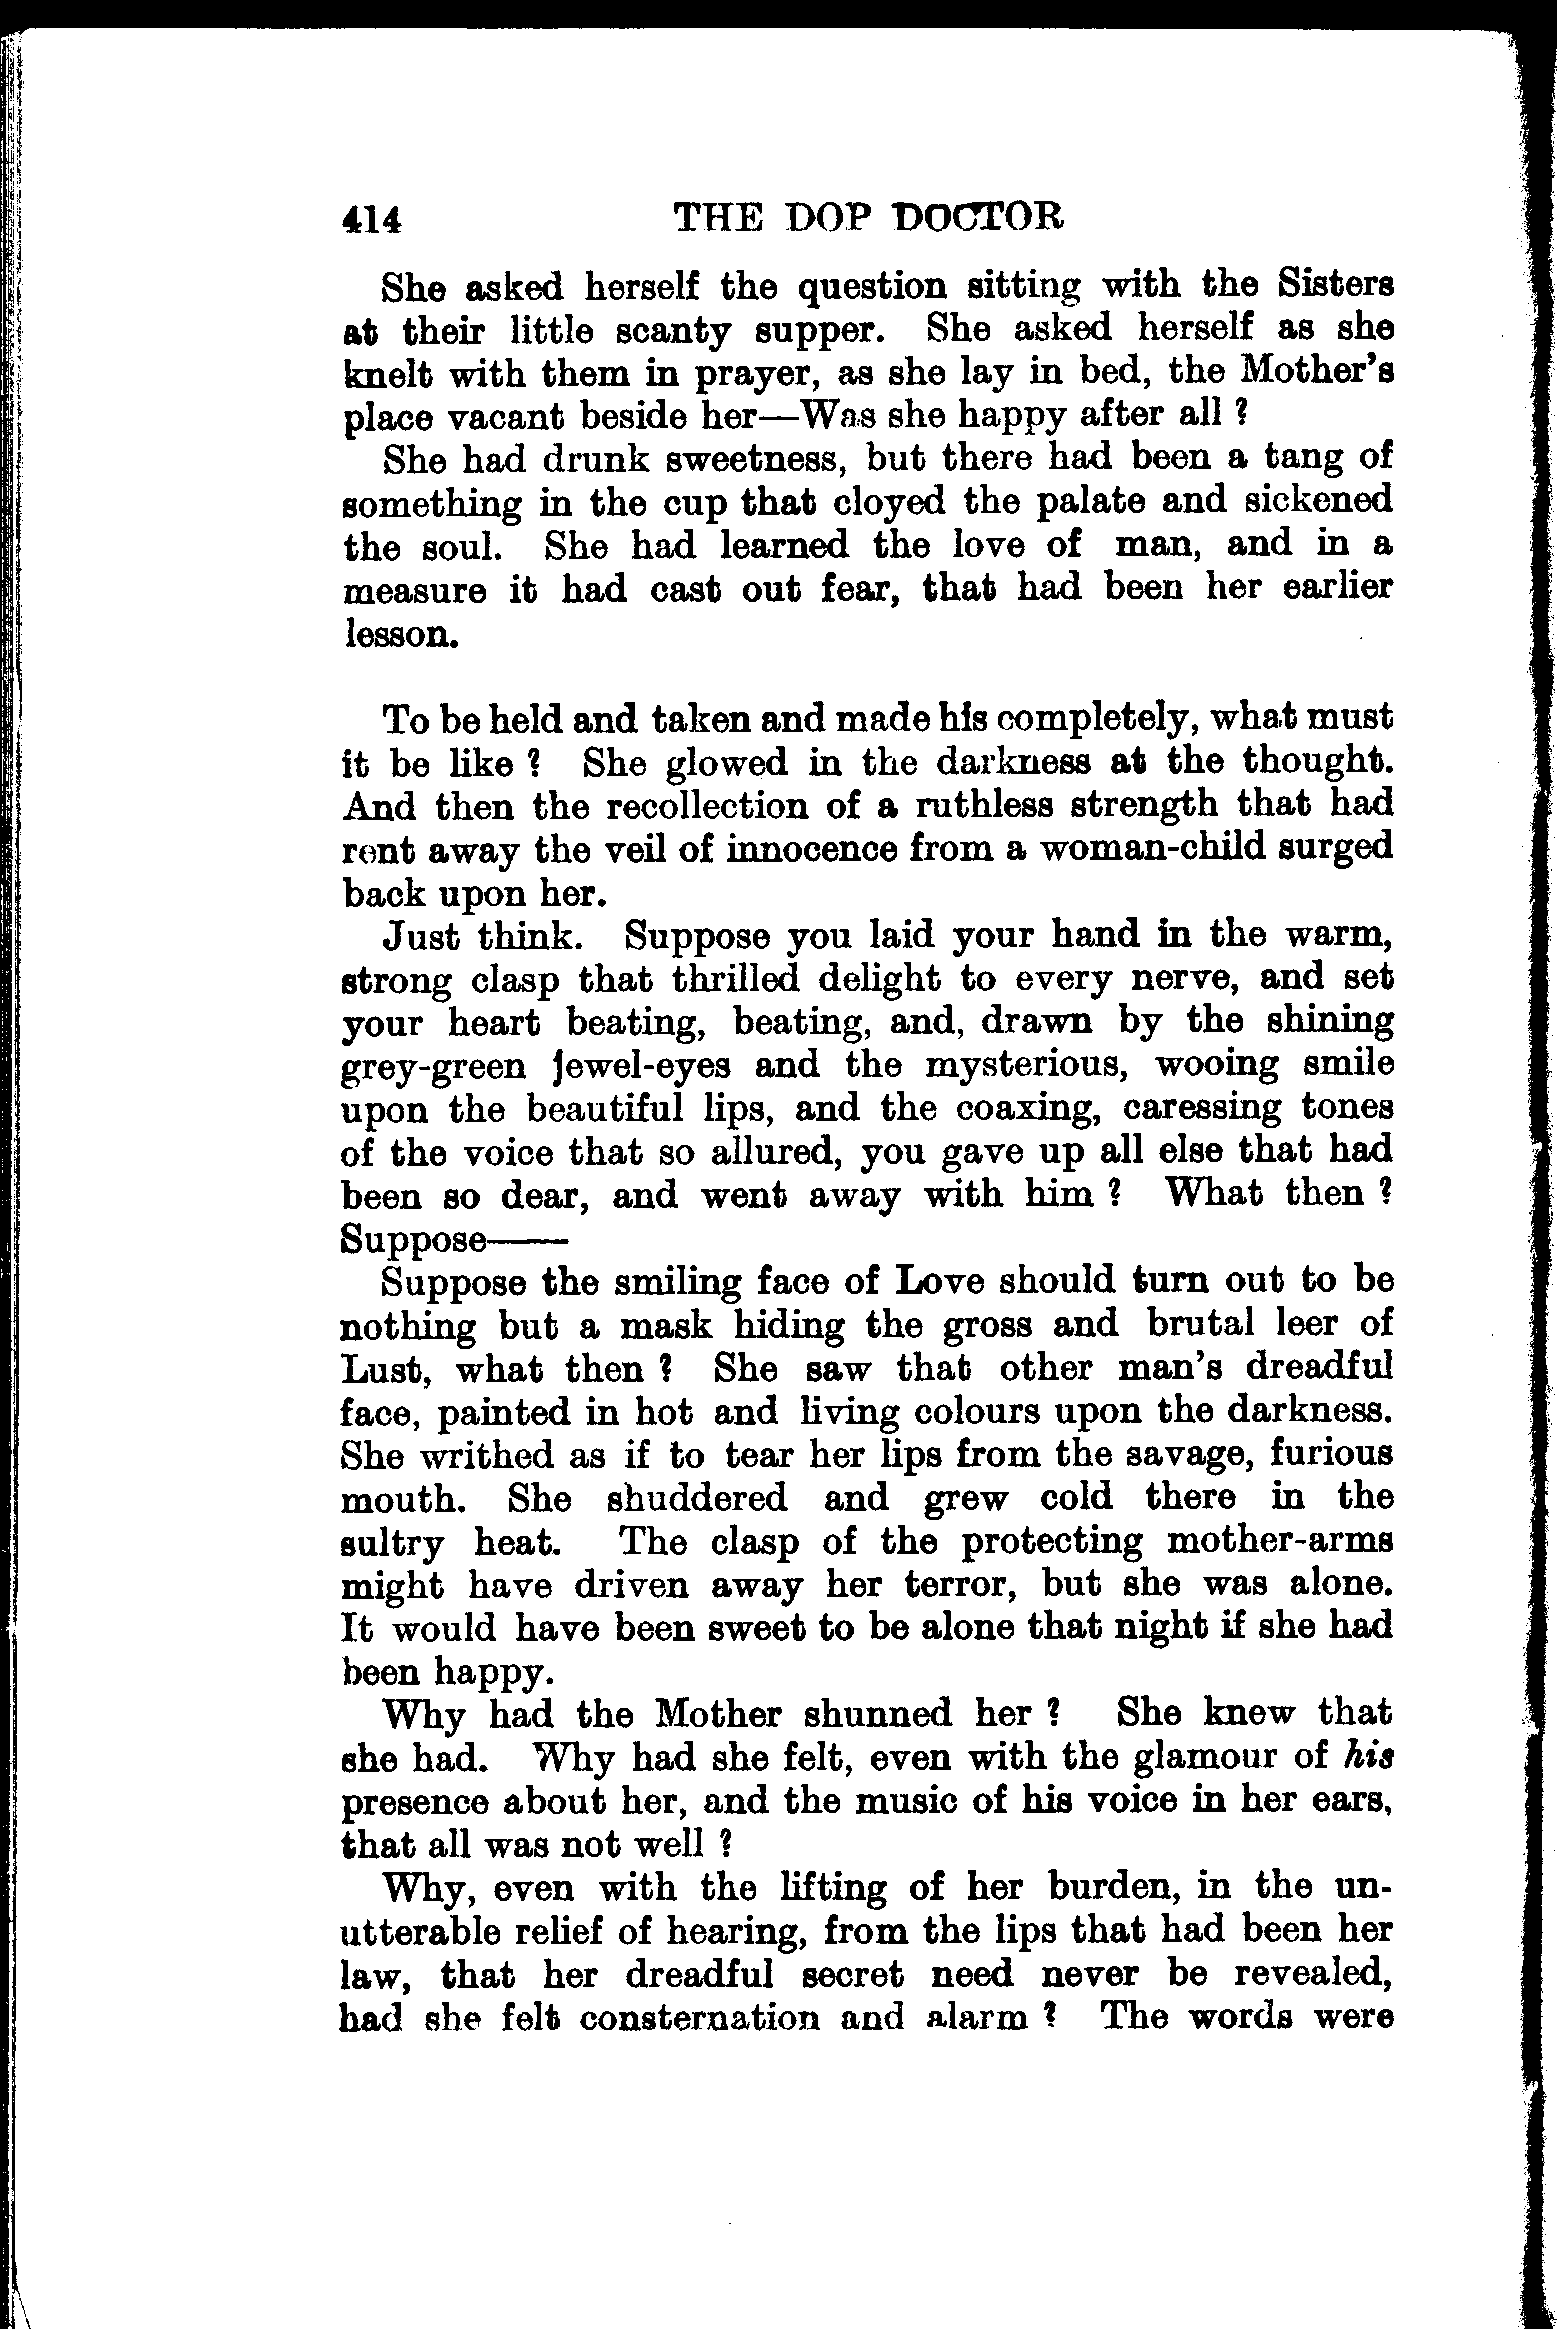 414 THE DOP DOCTOR
She asked herself the question sitting with the Sisters
at their little scanty supper. She asked herself as she
knelt with them in prayer, as she lay in bed, the Mother's
place vacant beside her—Was she happy after all ?
She had drunk sweetness, but there had been a tang of
something in the cup that cloyed the palate and sickened
the soul. She had learned the love of man, and in a
measure it had cast out fear, that had been her earlier
lesson.
To be held and taken and made his completely, what must
it be like ? She glowed in the darkness at the thought.
And then the recollection of a ruthless strength that had
rent away the veil of innocence from a woman-child surged
back upon her.
Just think. Suppose you laid your hand in the warm,
strong clasp that thrilled delight to every nerve, and set
your heart beating, beating, and, drawn by the shining
grey-green jewel-eyes and the mysterious, wooing smile
upon the beautiful lips, and the coaxing, caressing tones
of the voice that so allured, you gave up all else that had
been so dear, and went away with him ? What then ?
Suppose——
Suppose the smiling face of Love should turn out to be
nothing but a mask hiding the gross and brutal leer of
Lust, what then ? She saw that other man's dreadful
face, painted in hot and living colours upon the darkness.
She writhed as if to tear her lips from the savage, furious
mouth. She shuddered and grew cold there in the
sultry heat. The clasp of the protecting mother-arms
might have driven away her terror, but she was alone.
It would have been sweet to be alone that night if she had
been happy.
Why had the Mother shunned her ? She knew that
she had. Why had she felt, even with the glamour of his
presence about her, and the music of his voice in her ears,
that all was not well ?
Why, even with the lifting of her burden, in the un-
utterable relief of hearing, from the lips that had been her
law, that her dreadful secret need never be revealed,
had she felt consternation and alarm ? The words were